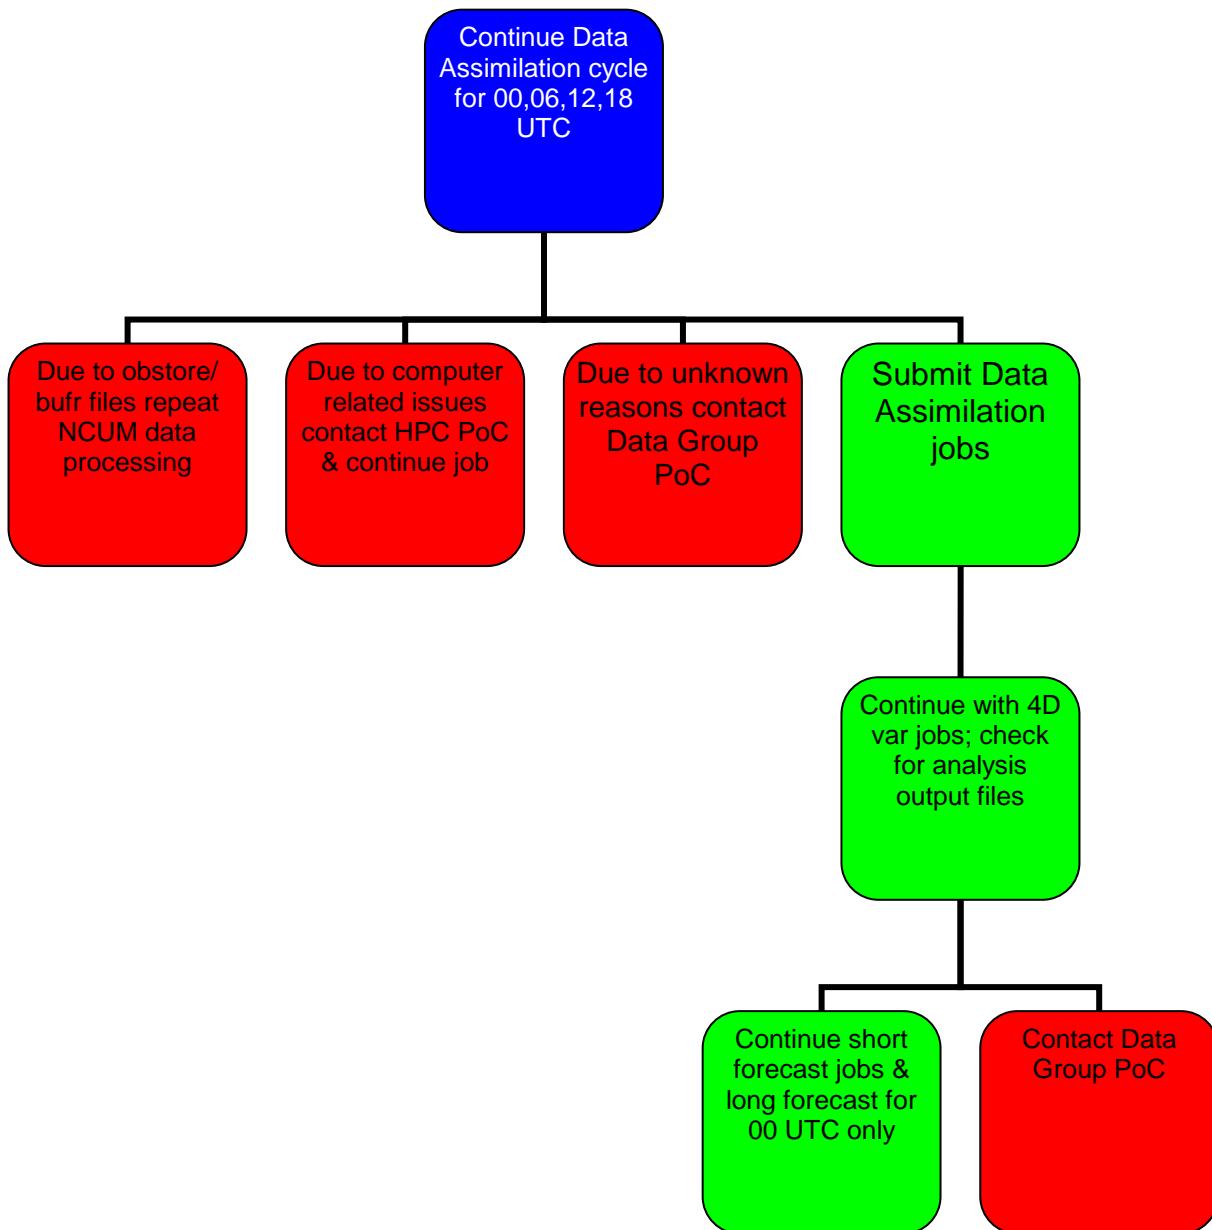 Continue Data
Assimilation cycle
for 00,06,12,18
UTC
Due to obstore/
bufr files repeat
NCUM data
processing
Due to computer
related issues
contact HPC PoC
& continue job
Due to unknown
reasons contact
Data Group
PoC
Submit Data
Assimilation
jobs
Continue with 4D
var jobs; check
for analysis
output files
Continue short
forecast jobs &
long forecast for
00 UTC only
Contact Data
Group PoC